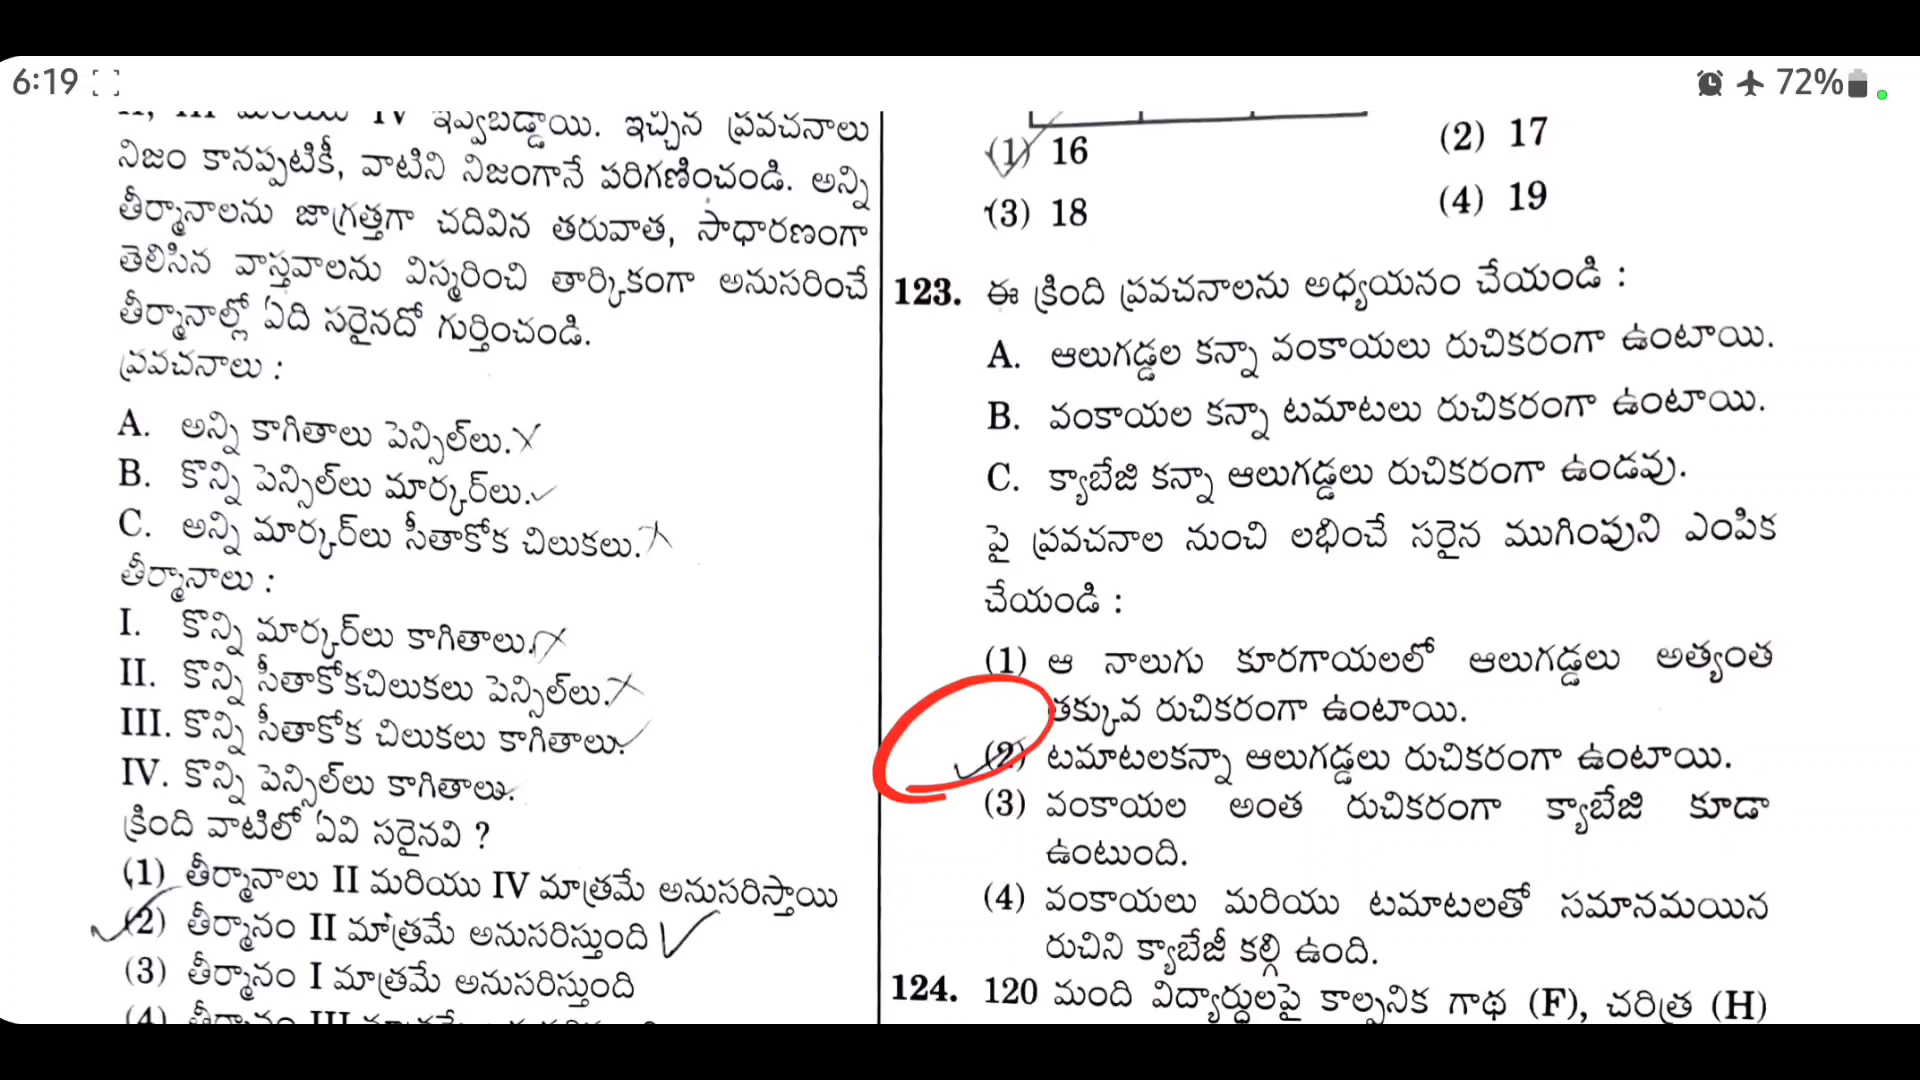 6:19
72%
II, III మరియు IV ఇవ్వబడ్డాయి. ఇచ్చిన ప్రవచనాలు
నిజం కానప్పటికీ, వాటిని నిజంగానే పరిగణించండి. అన్ని
తీర్మానాలను జాగ్రత్తగా చదివిన తరువాత, సాధారణంగా
తెలిసిన వాస్తవాలను విస్మరించి తార్కికంగా అనుసరించే
తీర్మానాల్లో ఏది సరైనదో గుర్తించండి.
ప్రవచనాలు :
A. అన్ని కాగితాలు పెన్సిల్‌లు.
B. కొన్ని పెన్సిల్‌లు మార్కర్‌లు.
C. అన్ని మార్కర్‌లు సీతాకోక చిలుకలు.
తీర్మానాలు :
I. కొన్ని మార్కర్‌లు కాగితాలు.
II. కొన్ని సీతాకోకచిలుకలు పెన్సిల్‌లు.
III. కొన్ని సీతాకోక చిలుకలు కాగితాలు.
IV. కొన్ని పెన్సిల్‌లు కాగితాలు.
క్రింది వాటిలో ఏవి సరైనవి ?
(1) తీర్మానాలు II మరియు IV మాత్రమే అనుసరిస్తాయి
(2) తీర్మానం II మాత్రమే అనుసరిస్తుంది
(3) తీర్మానం I మాత్రమే అనుసరిస్తుంది
(4) తీర్మానం III
(1) 16 (2) 17
(3) 18 (4) 19
123. ఈ క్రింది ప్రవచనాలను అధ్యయనం చేయండి :
A. ఆలుగడ్డల కన్నా వంకాయలు రుచికరంగా ఉంటాయి.
B. వంకాయల కన్నా టమాటలు రుచికరంగా ఉంటాయి.
C. క్యాబేజి కన్నా ఆలుగడ్డలు రుచికరంగా ఉండవు.
పై ప్రవచనాల నుంచి లభించే సరైన ముగింపుని ఎంపిక
చేయండి :
(1) ఆ నాలుగు కూరగాయలలో ఆలుగడ్డలు అత్యంత
తక్కువ రుచికరంగా ఉంటాయి.
(2) టమాటలకన్నా ఆలుగడ్డలు రుచికరంగా ఉంటాయి.
(3) వంకాయల అంత రుచికరంగా క్యాబేజి కూడా
ఉంటుంది.
(4) వంకాయలు మరియు టమాటలతో సమానమయిన
రుచిని క్యాబేజీ కల్గి ఉంది.
124. 120 మంది విద్యార్థులపై కాల్పనిక గాథ (F), చరిత్ర (H)